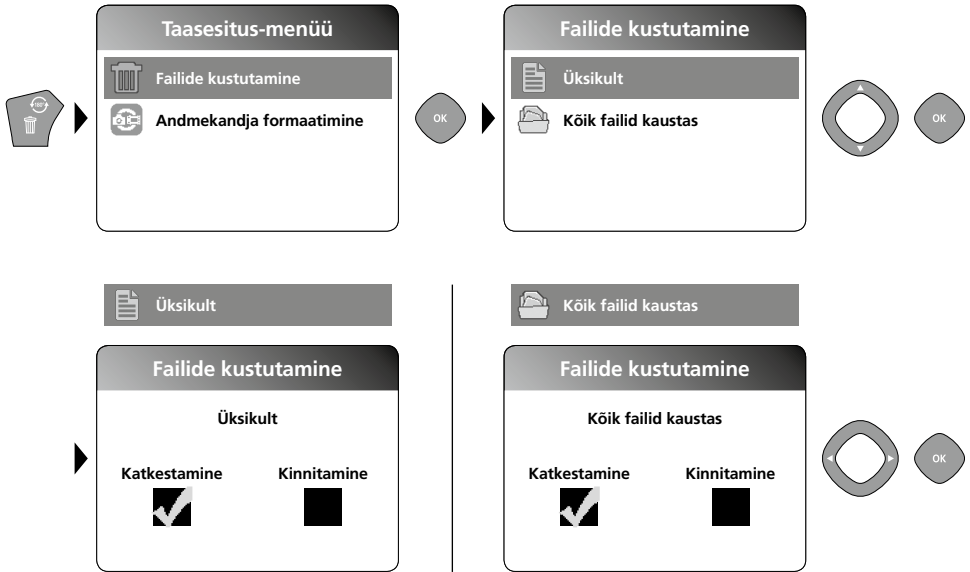 Taasesitus-menüü
Failide kustutamine
Andmekandja formaatimine
180°
OK
Failide kustutamine
Üksikult
Kõik failid kaustas
OK
Üksikult
Failide kustutamine
Üksikult
Katkestamine Kinnitamine
Kõik failid kaustas
Failide kustutamine
Kõik failid kaustas
Katkestamine Kinnitamine
OK